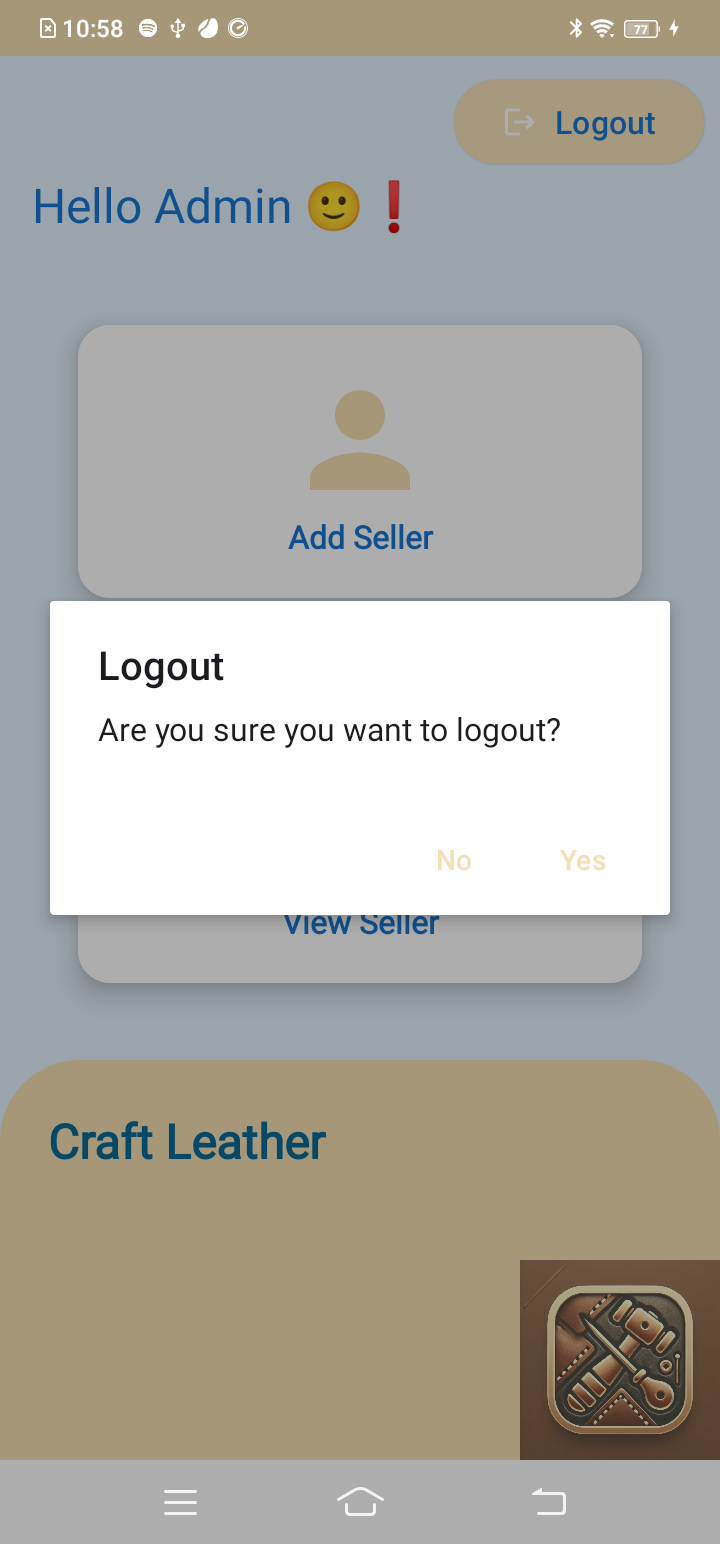 10:58
77
Logout
Hello Admin 🙂❗
Add Seller
Logout
Are you sure you want to logout?
No Yes
View Seller
Craft Leather